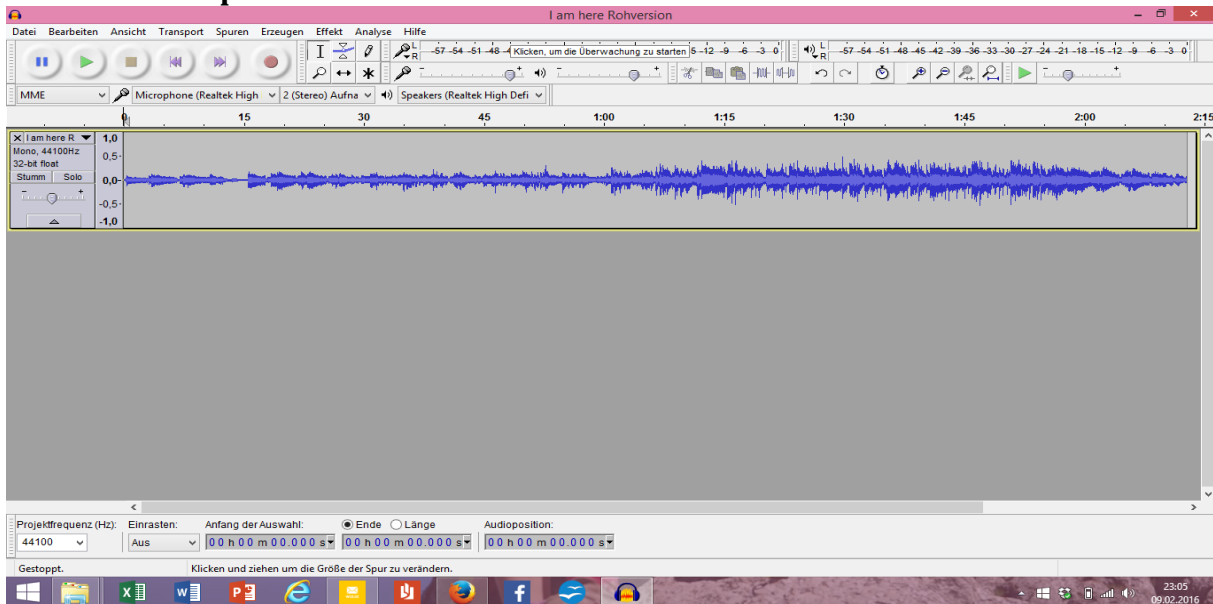 I am here Rohversion
Datei Bearbeiten Ansicht Transport Spuren Erzeugen Effekt Analyse Hilfe
L R -57 -54 -51 -48 -4 Klicken, um die Überwachung zu starten 5 -12 -9 -6 -3 0 L R -57 -54 -51 -48 -45 -42 -39 -36 -33 -30 -27 -24 -21 -18 -15 -12 -9 -6 -3 0
MME Microphone (Realtek High 2 (Stereo) Aufna Speakers (Realtek High Defi
0 15 30 45 1:00 1:15 1:30 1:45 2:00 2:15
I am here R 1,0
Mono, 44100Hz
32-bit float 0,5
Stumm Solo 0,0
- + -0,5
-1,0
Projektfrequenz (Hz): Einrasten: Anfang der Auswahl: Ende Länge Audioposition:
44100 Aus 00 h 00 m 00.000 s 00 h 00 m 00.000 s 00 h 00 m 00.000 s
Gestoppt. Klicken und ziehen um die Größe der Spur zu verändern.
23:05
09.02.2016